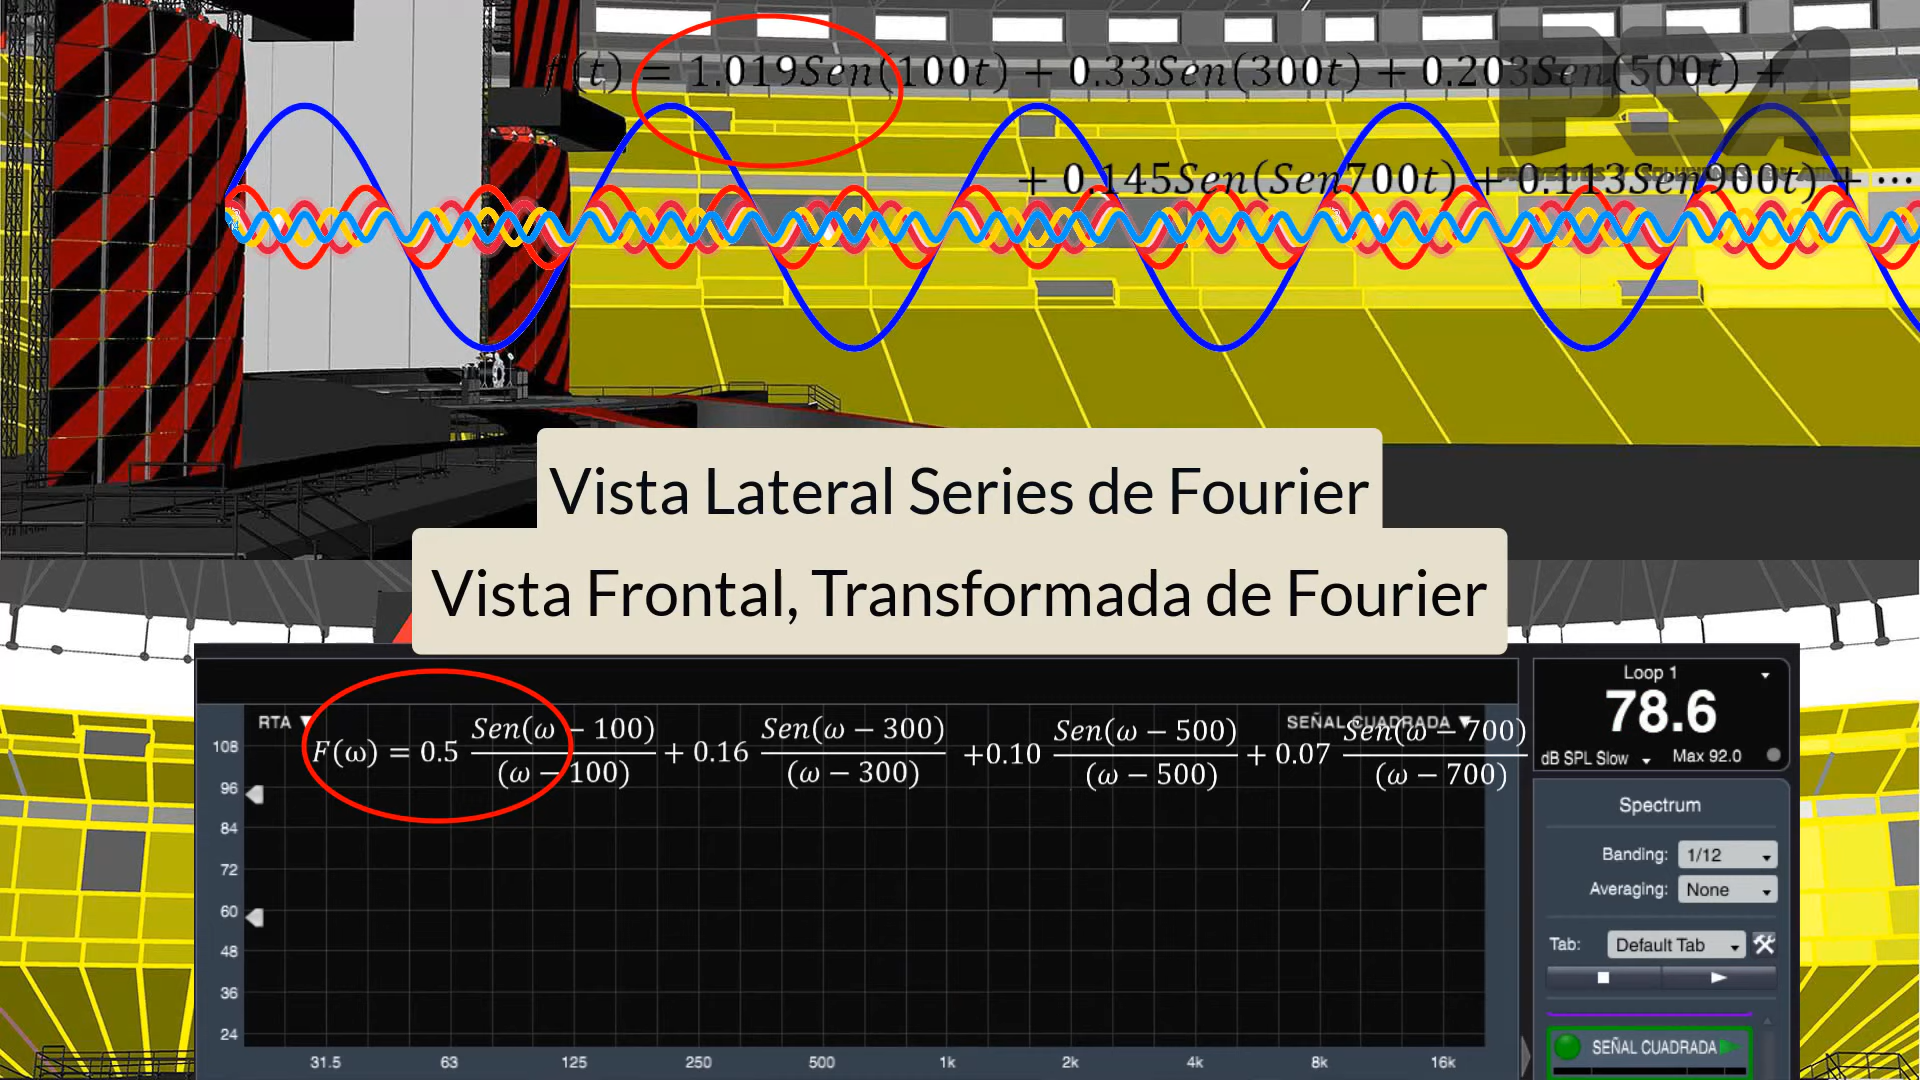 f(t) = 1.019Sen(100t) + 0.33Sen(300t) + 0.203Sen(500t) +
+ 0.145Sen(Sen700t) + 0.113Sen900t) + ···
PSA
Vista Lateral Series de Fourier
Vista Frontal, Transformada de Fourier
RTA ▼
SEÑAL CUADRADA ▼
F(ω) = 0.5 Sen(ω − 100)/(ω − 100) + 0.16 Sen(ω − 300)/(ω − 300) +0.10 Sen(ω − 500)/(ω − 500) + 0.07 Sen(ω − 700)/(ω − 700)
108
96
84
72
60
48
36
24
31.5 63 125 250 500 1k 2k 4k 8k 16k
Loop 1
78.6
dB SPL Slow Max 92.0
Spectrum
Banding: 1/12
Averaging: None
Tab: Default Tab
SEÑAL CUADRADA